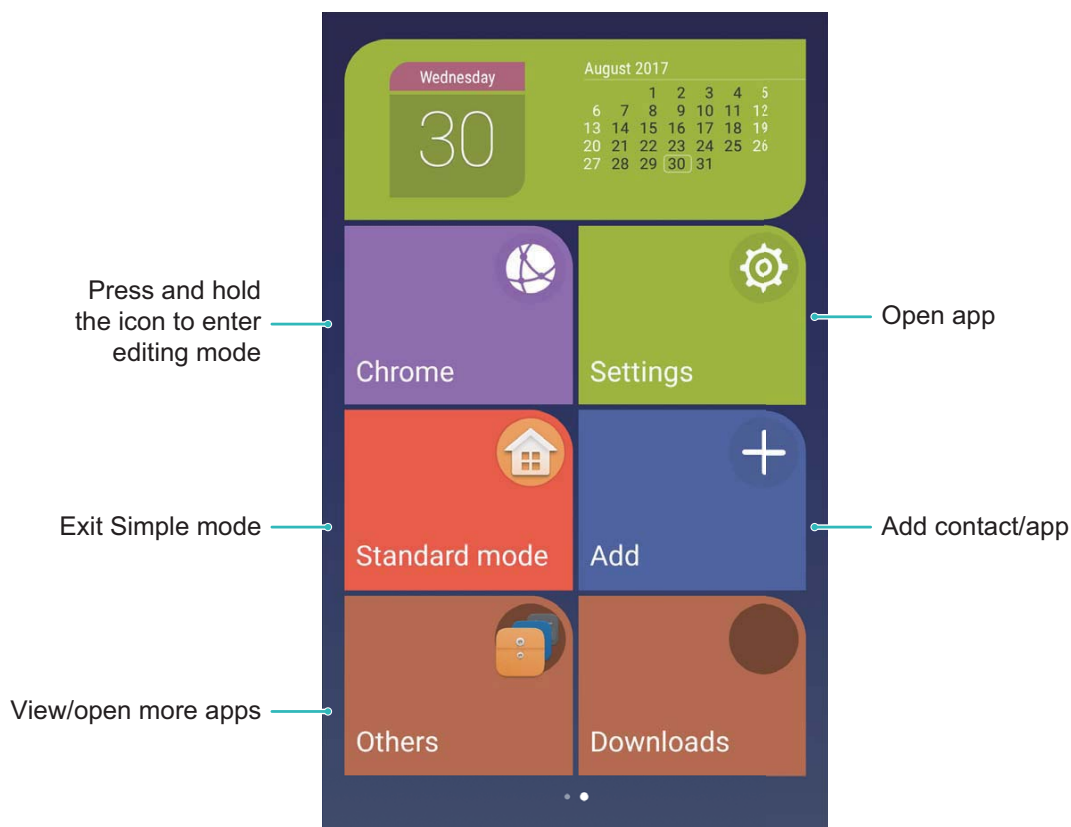 Wednesday
30
August 2017
1 2 3 4 5
6 7 8 9 10 11 12
13 14 15 16 17 18 19
20 21 22 23 24 25 26
27 28 29 30 31
Press and hold
the icon to enter
editing mode
Chrome
Settings
Open app
Exit Simple mode
Standard mode
Add
Add contact/app
View/open more apps
Others
Downloads